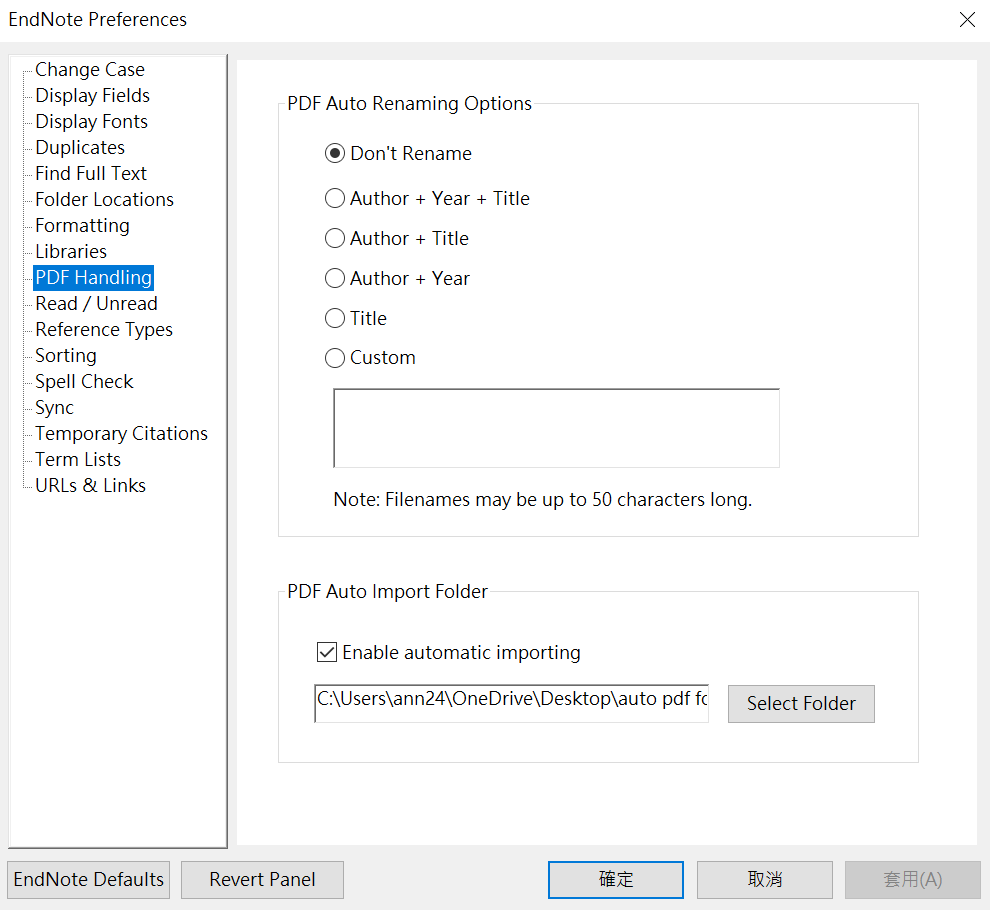 EndNote Preferences
Change Case
Display Fields
Display Fonts
Duplicates
Find Full Text
Folder Locations
Formatting
Libraries
PDF Handling
Read / Unread
Reference Types
Sorting
Spell Check
Sync
Temporary Citations
Term Lists
URLs & Links
PDF Auto Renaming Options
Don't Rename
Author + Year + Title
Author + Title
Author + Year
Title
Custom
Note: Filenames may be up to 50 characters long.
PDF Auto Import Folder
Enable automatic importing
C:\Users\ann24\OneDrive\Desktop\auto pdf fo
Select Folder
EndNote Defaults
Revert Panel
確定
取消
套用(A)